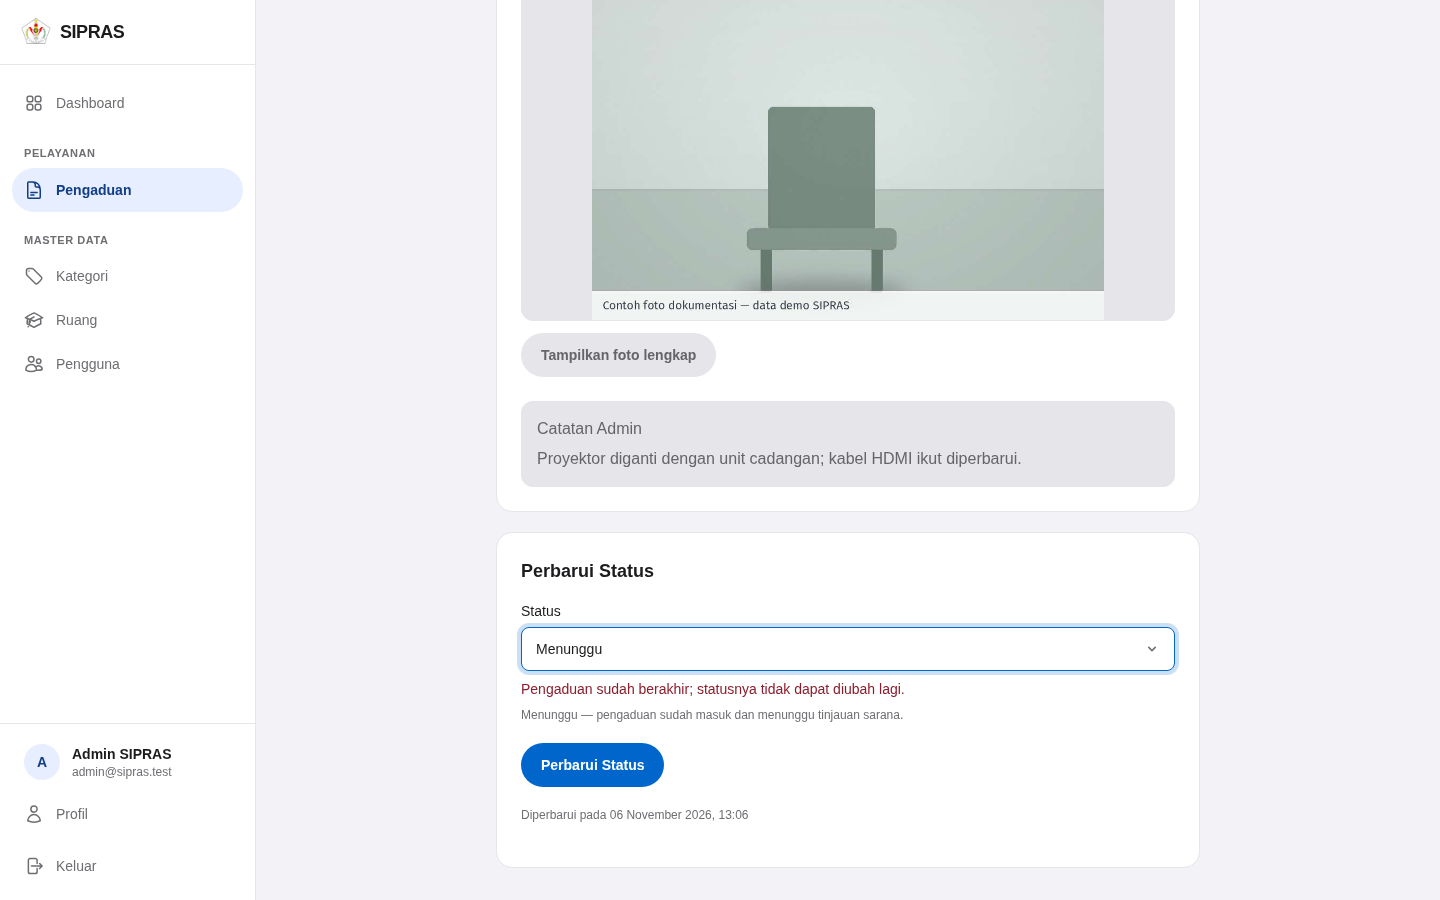 SIPRAS
Dashboard
PELAYANAN
Pengaduan
MASTER DATA
Kategori
Ruang
Pengguna
A
Admin SIPRAS
admin@sipras.test
Profil
Keluar
Contoh foto dokumentasi — data demo SIPRAS
Tampilkan foto lengkap
Catatan Admin
Proyektor diganti dengan unit cadangan; kabel HDMI ikut diperbarui.
Perbarui Status
Status
Menunggu
Pengaduan sudah berakhir; statusnya tidak dapat diubah lagi.
Menunggu — pengaduan sudah masuk dan menunggu tinjauan sarana.
Perbarui Status
Diperbarui pada 06 November 2026, 13:06